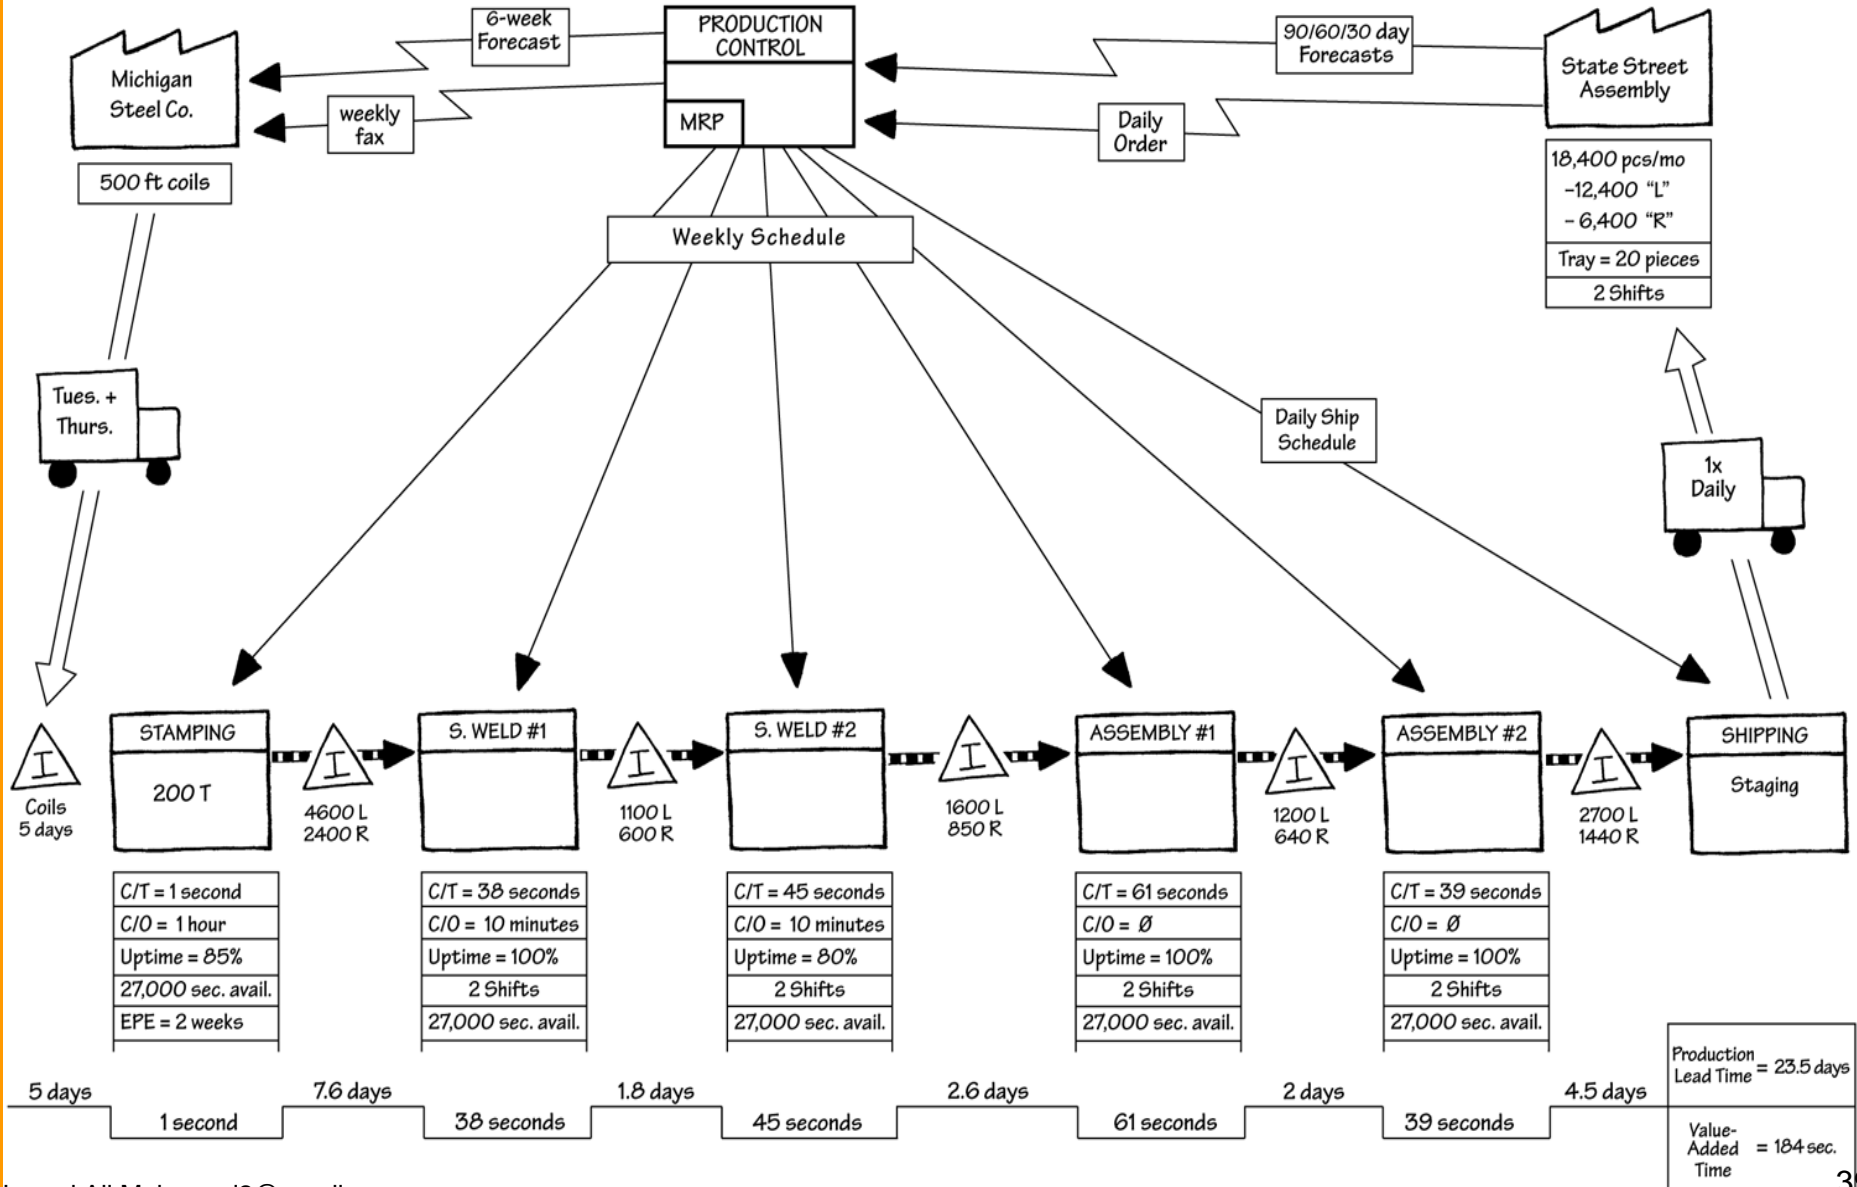 6-week
Forecast
PRODUCTION
CONTROL
MRP
90/60/30 day
Forecasts
State Street
Assembly
Michigan
Steel Co.
weekly
fax
Daily
Order
500 ft coils
18,400 pcs/mo
-12,400 "L"
- 6,400 "R"
Tray = 20 pieces
2 Shifts
Weekly Schedule
Tues. +
Thurs.
Daily Ship
Schedule
1x
Daily
I
Coils
5 days
STAMPING
200 T
I
4600 L
2400 R
S. WELD #1
I
1100 L
600 R
S. WELD #2
I
1600 L
850 R
ASSEMBLY #1
I
1200 L
640 R
ASSEMBLY #2
I
2700 L
1440 R
SHIPPING
Staging
C/T = 1 second
C/O = 1 hour
Uptime = 85%
27,000 sec. avail.
EPE = 2 weeks
C/T = 38 seconds
C/O = 10 minutes
Uptime = 100%
2 Shifts
27,000 sec. avail.
C/T = 45 seconds
C/O = 10 minutes
Uptime = 80%
2 Shifts
27,000 sec. avail.
C/T = 61 seconds
C/O = Ø
Uptime = 100%
2 Shifts
27,000 sec. avail.
C/T = 39 seconds
C/O = Ø
Uptime = 100%
2 Shifts
27,000 sec. avail.
5 days
1 second
7.6 days
38 seconds
1.8 days
45 seconds
2.6 days
61 seconds
2 days
39 seconds
4.5 days
Production
Lead Time = 23.5 days
Value-
Added = 184 sec.
Time